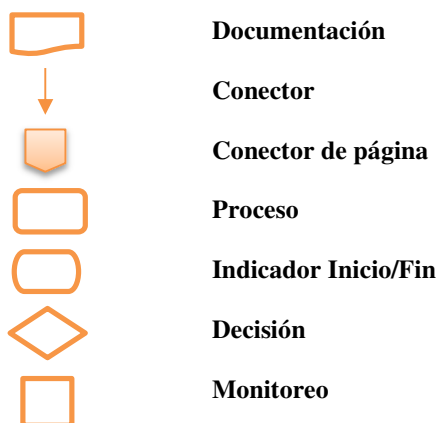 Documentación
Conector
Conector de página
Proceso
Indicador Inicio/Fin
Decisión
Monitoreo